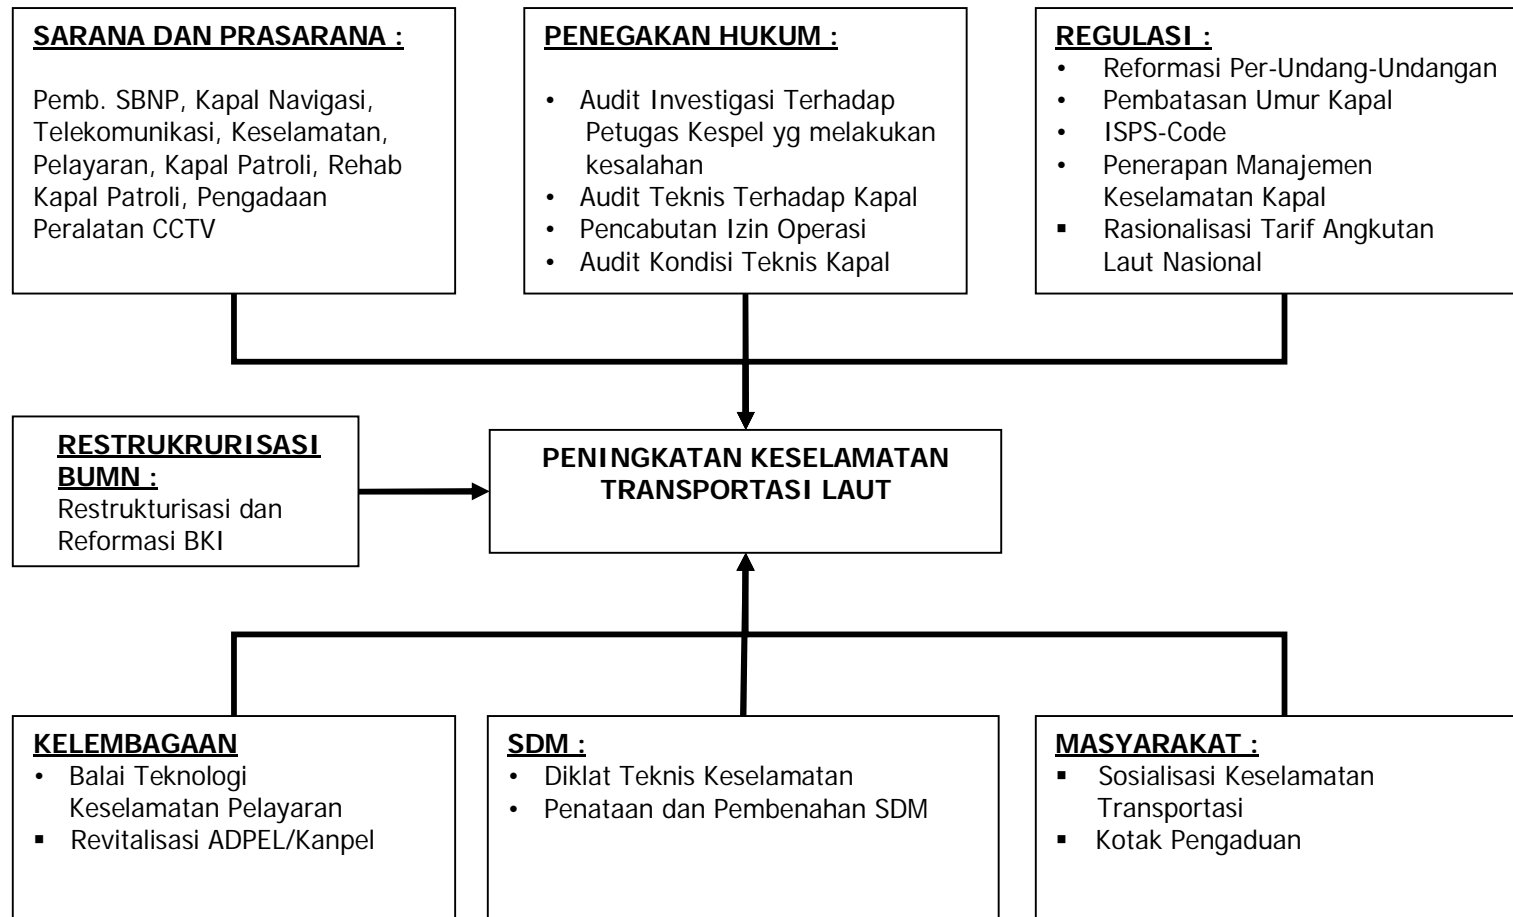 SARANA DAN PRASARANA :
Pemb. SBNP, Kapal Navigasi,
Telekomunikasi, Keselamatan,
Pelayaran, Kapal Patroli, Rehab
Kapal Patroli, Pengadaan
Peralatan CCTV
PENEGAKAN HUKUM :
• Audit Investigasi Terhadap
Petugas Kespel yg melakukan
kesalahan
• Audit Teknis Terhadap Kapal
• Pencabutan Izin Operasi
• Audit Kondisi Teknis Kapal
REGULASI :
• Reformasi Per-Undang-Undangan
• Pembatasan Umur Kapal
• ISPS-Code
• Penerapan Manajemen
Keselamatan Kapal
▪ Rasionalisasi Tarif Angkutan
Laut Nasional
RESTRUKRURISASI
BUMN :
Restrukturisasi dan
Reformasi BKI
PENINGKATAN KESELAMATAN
TRANSPORTASI LAUT
KELEMBAGAAN
• Balai Teknologi
Keselamatan Pelayaran
▪ Revitalisasi ADPEL/Kanpel
SDM :
• Diklat Teknis Keselamatan
• Penataan dan Pembenahan SDM
MASYARAKAT :
▪ Sosialisasi Keselamatan
Transportasi
▪ Kotak Pengaduan